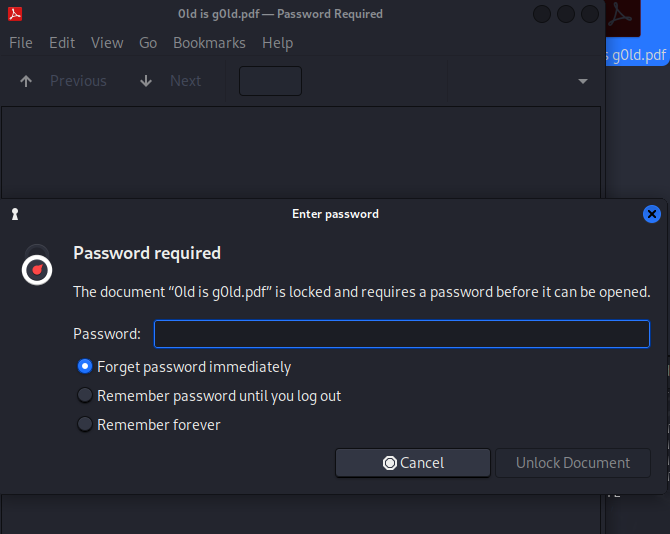 0ld is g0ld.pdf — Password Required
File Edit View Go Bookmarks Help
s g0ld.pdf
Previous Next
Enter password
Password required
The document “0ld is g0ld.pdf” is locked and requires a password before it can be opened.
Password:
Forget password immediately
Remember password until you log out
Remember forever
Cancel Unlock Document